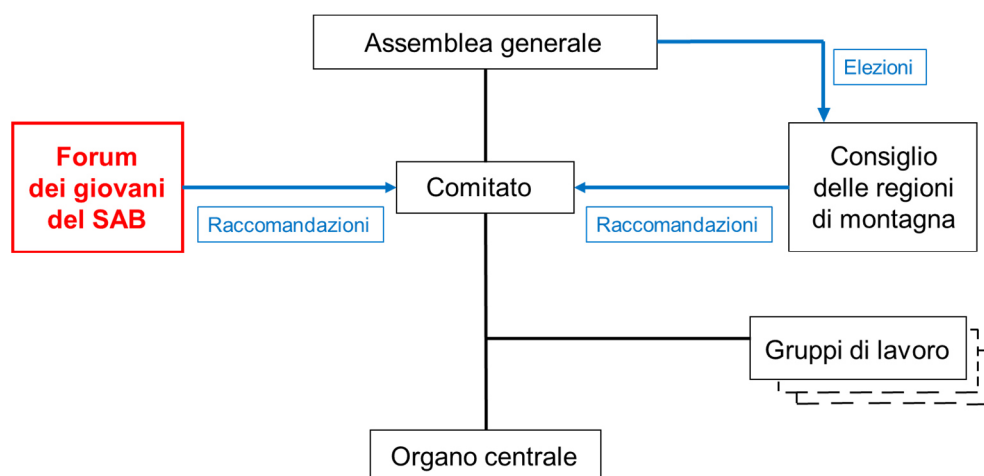 Assemblea generale
Elezioni
Forum
dei giovani
del SAB
Raccomandazioni
Comitato
Raccomandazioni
Consiglio
delle regioni
di montagna
Gruppi di lavoro
Organo centrale